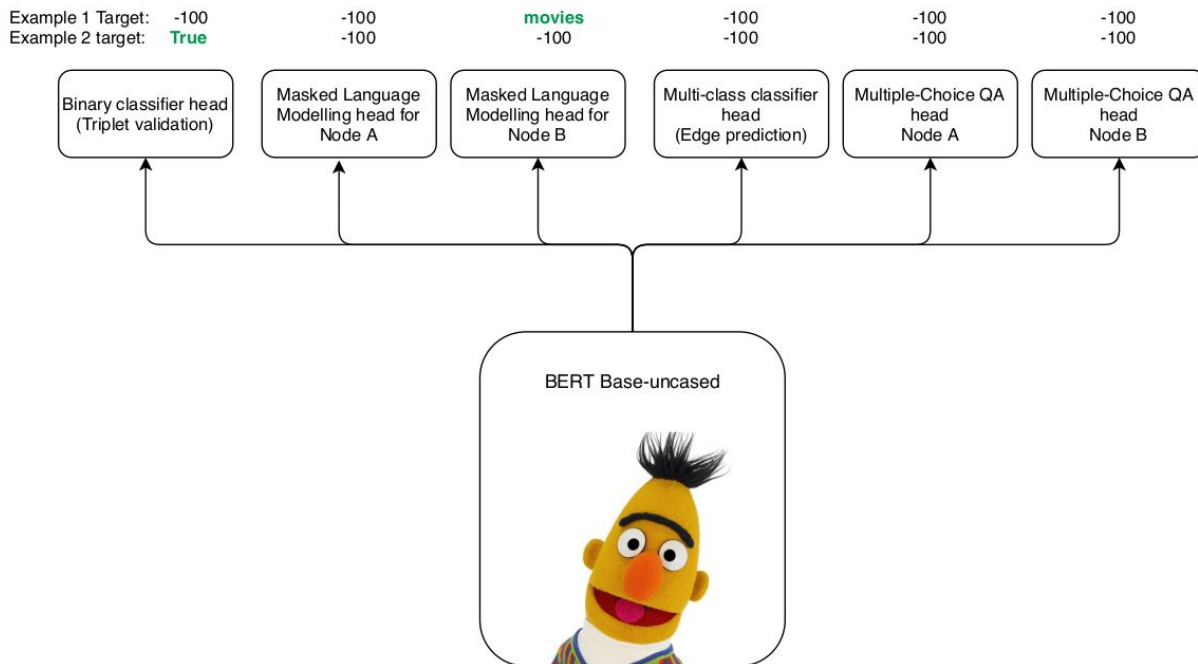 Example 1 Target: -100 -100 movies -100 -100 -100
Example 2 target: True -100 -100 -100 -100 -100
Binary classifier head
(Triplet validation)
Masked Language
Modelling head for
Node A
Masked Language
Modelling head for
Node B
Multi-class classifier
head
(Edge prediction)
Multiple-Choice QA
head
Node A
Multiple-Choice QA
head
Node B
BERT Base-uncased